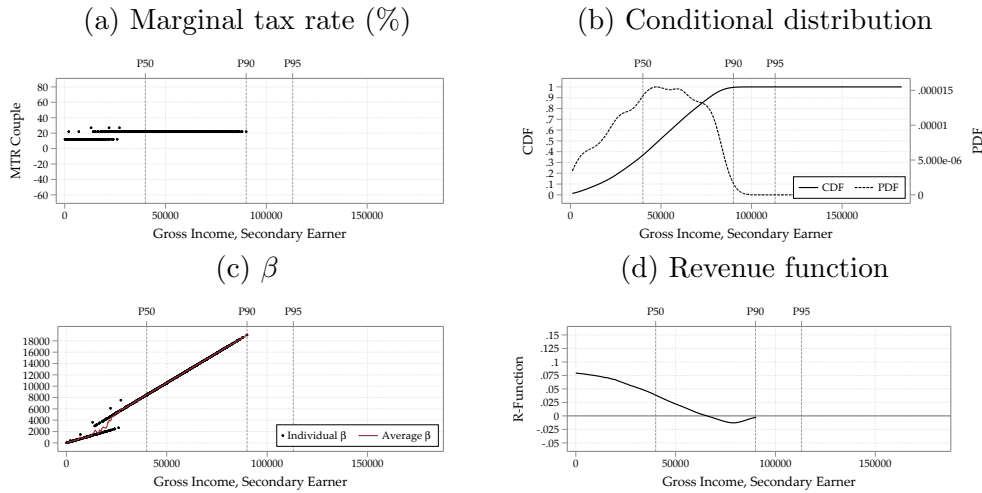 (a) Marginal tax rate (%)
P50 P90 P95
80
60
40
20
0
-20
-40
-60
MTR Couple
0 50000 100000 150000
Gross Income, Secondary Earner
(b) Conditional distribution
P50 P90 P95
1
.9
.8
.7
.6
.5
.4
.3
.2
.1
0
CDF
.000015
.00001
5.000e-06
0
PDF
CDF PDF
0 50000 100000 150000
Gross Income, Secondary Earner
(c) β
P50 P90 P95
18000
16000
14000
12000
10000
8000
6000
4000
2000
0
Individual β Average β
0 50000 100000 150000
Gross Income, Secondary Earner
(d) Revenue function
P50 P90 P95
.15
.125
.1
.075
.05
.025
0
-.025
-.05
R-Function
0 50000 100000 150000
Gross Income, Secondary Earner